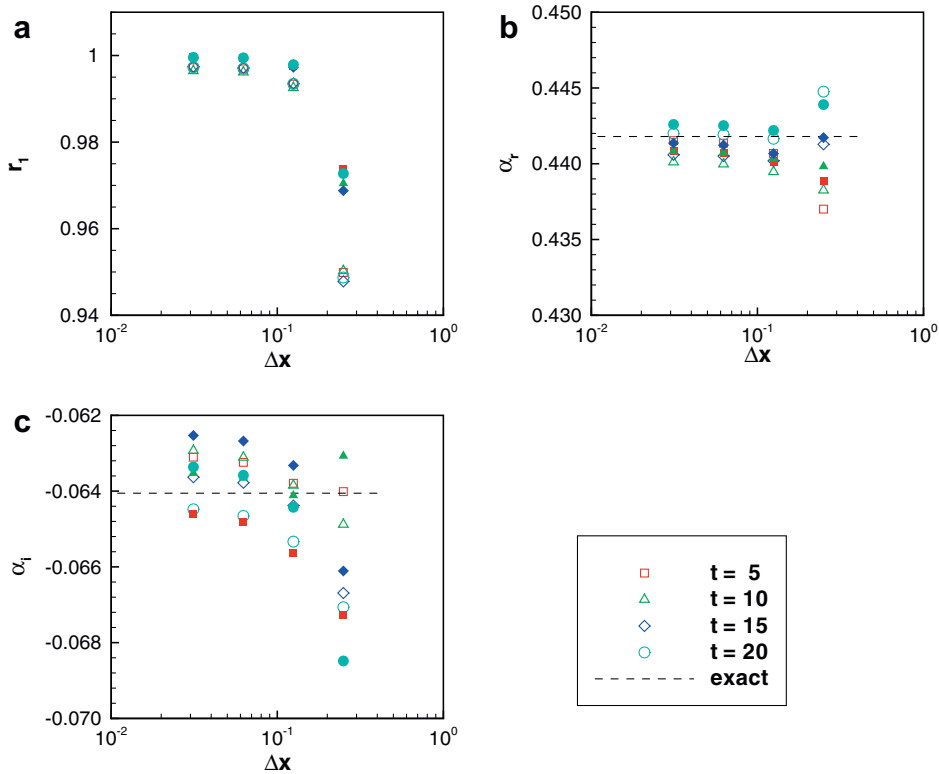 a
1
0.98
0.96
0.94
r₁
10⁻² 10⁻¹ 10⁰
Δx
b
0.450
0.445
0.440
0.435
0.430
αᵣ
10⁻² 10⁻¹ 10⁰
Δx
c
-0.062
-0.064
-0.066
-0.068
-0.070
αᵢ
10⁻² 10⁻¹ 10⁰
Δx
t = 5
t = 10
t = 15
t = 20
exact